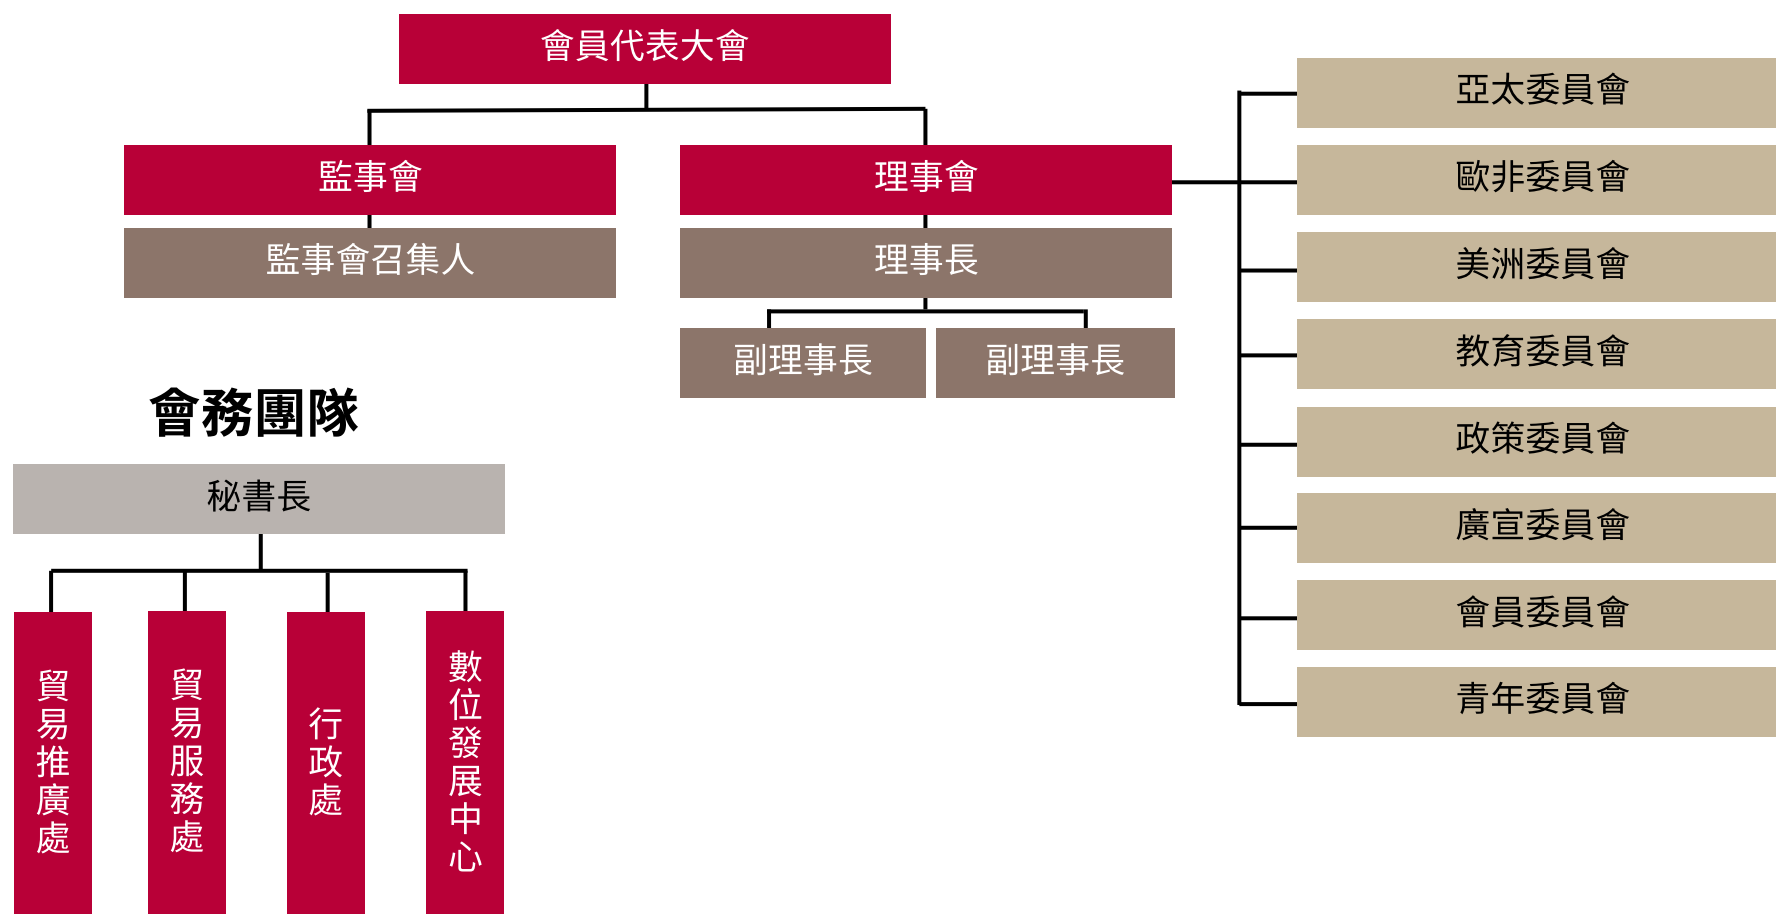 會員代表大會
監事會
監事會召集人
理事會
理事長
副理事長
副理事長
亞太委員會
歐非委員會
美洲委員會
教育委員會
政策委員會
廣宣委員會
會員委員會
青年委員會
會務團隊
秘書長
貿易推廣處
貿易服務處
行政處
數位發展中心